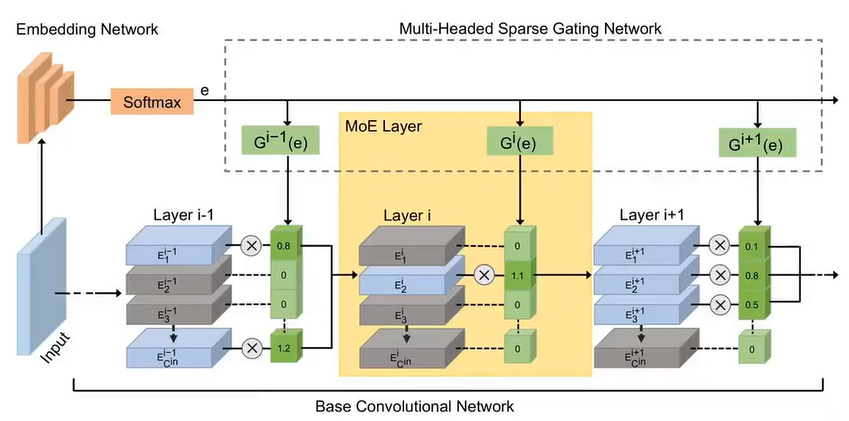 Embedding Network
Multi-Headed Sparse Gating Network
Softmax
e
G^{i-1}(e)
MoE Layer
G^{i}(e)
G^{i+1}(e)
Layer i-1
Layer i
Layer i+1
E_1^{i-1}
0.8
E_1^{i}
0
E_1^{i+1}
0.1
E_2^{i-1}
0
E_2^{i}
1.1
E_2^{i+1}
0.8
E_3^{i-1}
0
E_3^{i}
0
E_3^{i+1}
0.5
E_{Cin}^{i-1}
1.2
E_{Cin}^{i}
0
E_{Cin}^{i+1}
0
Input
Base Convolutional Network